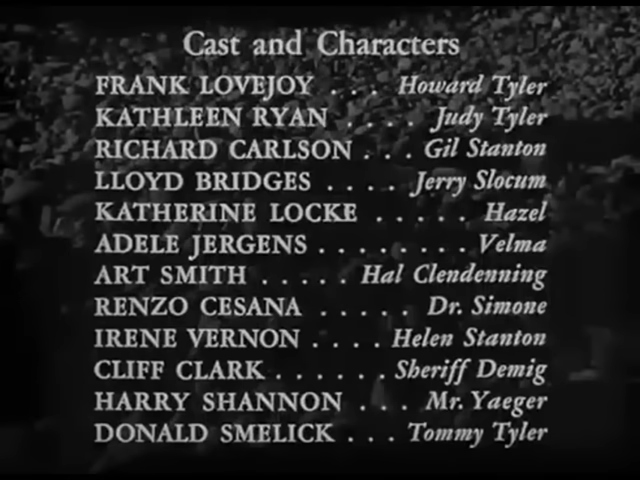 Cast and Characters
FRANK LOVEJOY . . . Howard Tyler
KATHLEEN RYAN . . . . Judy Tyler
RICHARD CARLSON . . . Gil Stanton
LLOYD BRIDGES . . . . Jerry Slocum
KATHERINE LOCKE . . . . . Hazel
ADELE JERGENS . . . . . . . . Velma
ART SMITH . . . . . Hal Clendenning
RENZO CESANA . . . . . Dr. Simone
IRENE VERNON . . . . Helen Stanton
CLIFF CLARK . . . . . . Sheriff Demig
HARRY SHANNON . . . Mr. Yaeger
DONALD SMELICK . . . Tommy Tyler